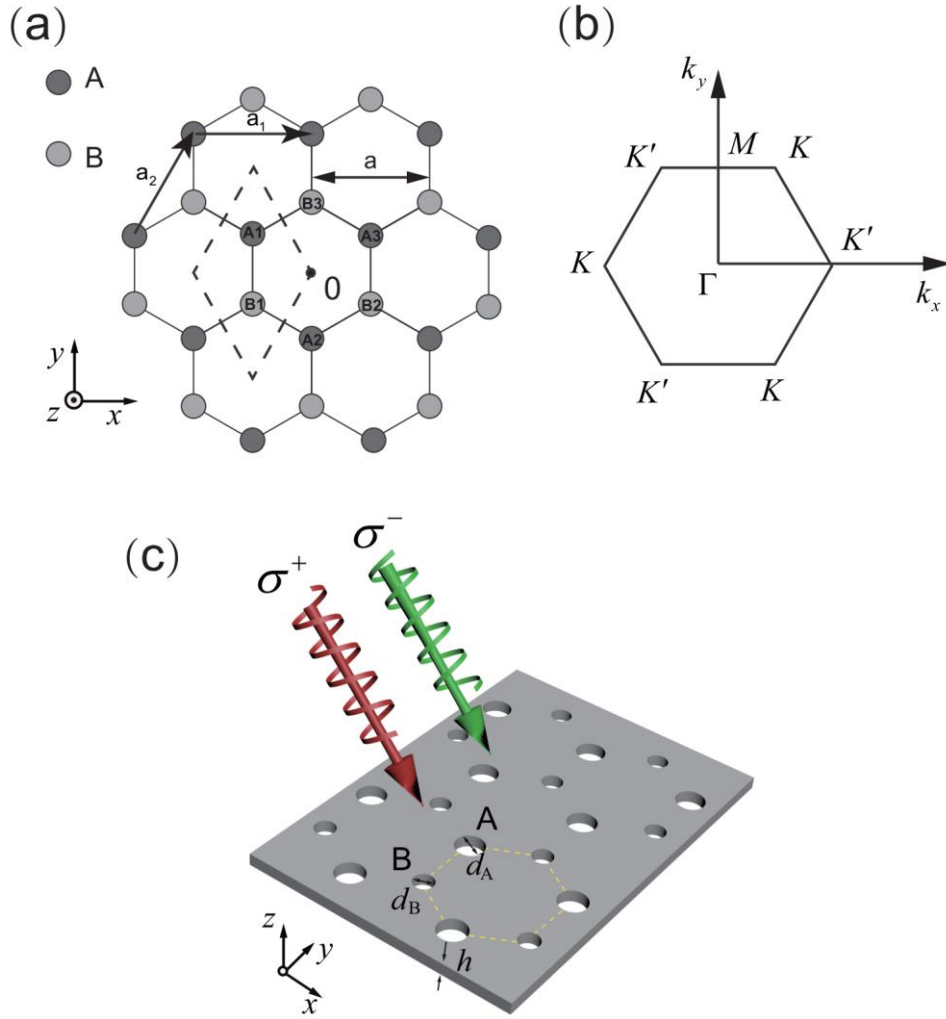 (a)
A
B
a₁
a₂
a
B3
A1
A3
0
B1
B2
A2
y
z
x
(b)
k_y
K'
M
K
K
Γ
K'
k_x
K'
K
(c)
σ⁺
σ⁻
A
B
d_A
d_B
h
z
y
x